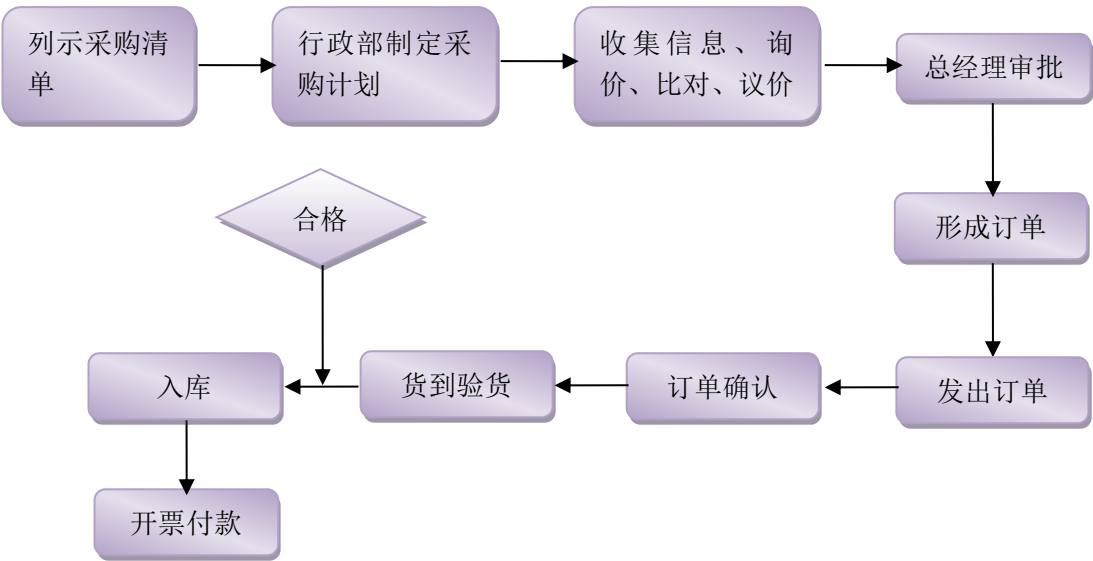 列示采购清
单
行政部制定采
购计划
收集信息、询
价、比对、议价
总经理审批
形成订单
合格
入库
货到验货
订单确认
发出订单
开票付款